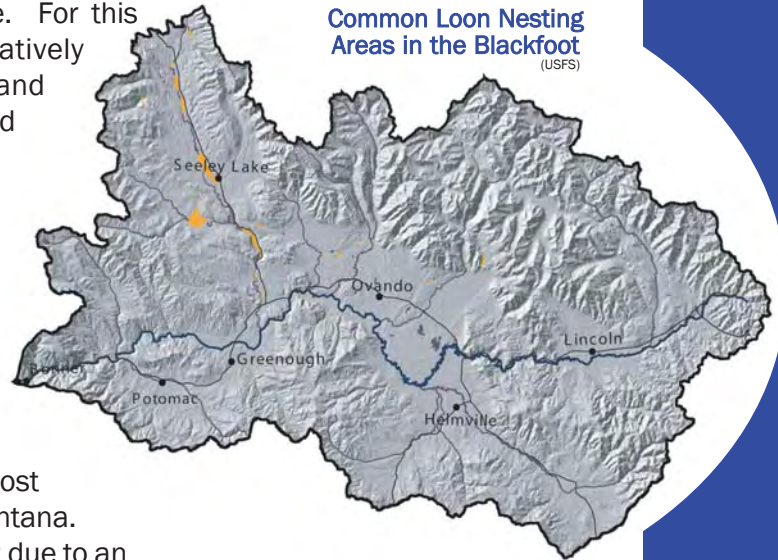 e. For this
atively
and
d
Common Loon Nesting
Areas in the Blackfoot
(USFS)
Seeley Lake
Ovando
Lincoln
Greenough
Bonner
Potomac
Helmville
ost
ntana.
due to an